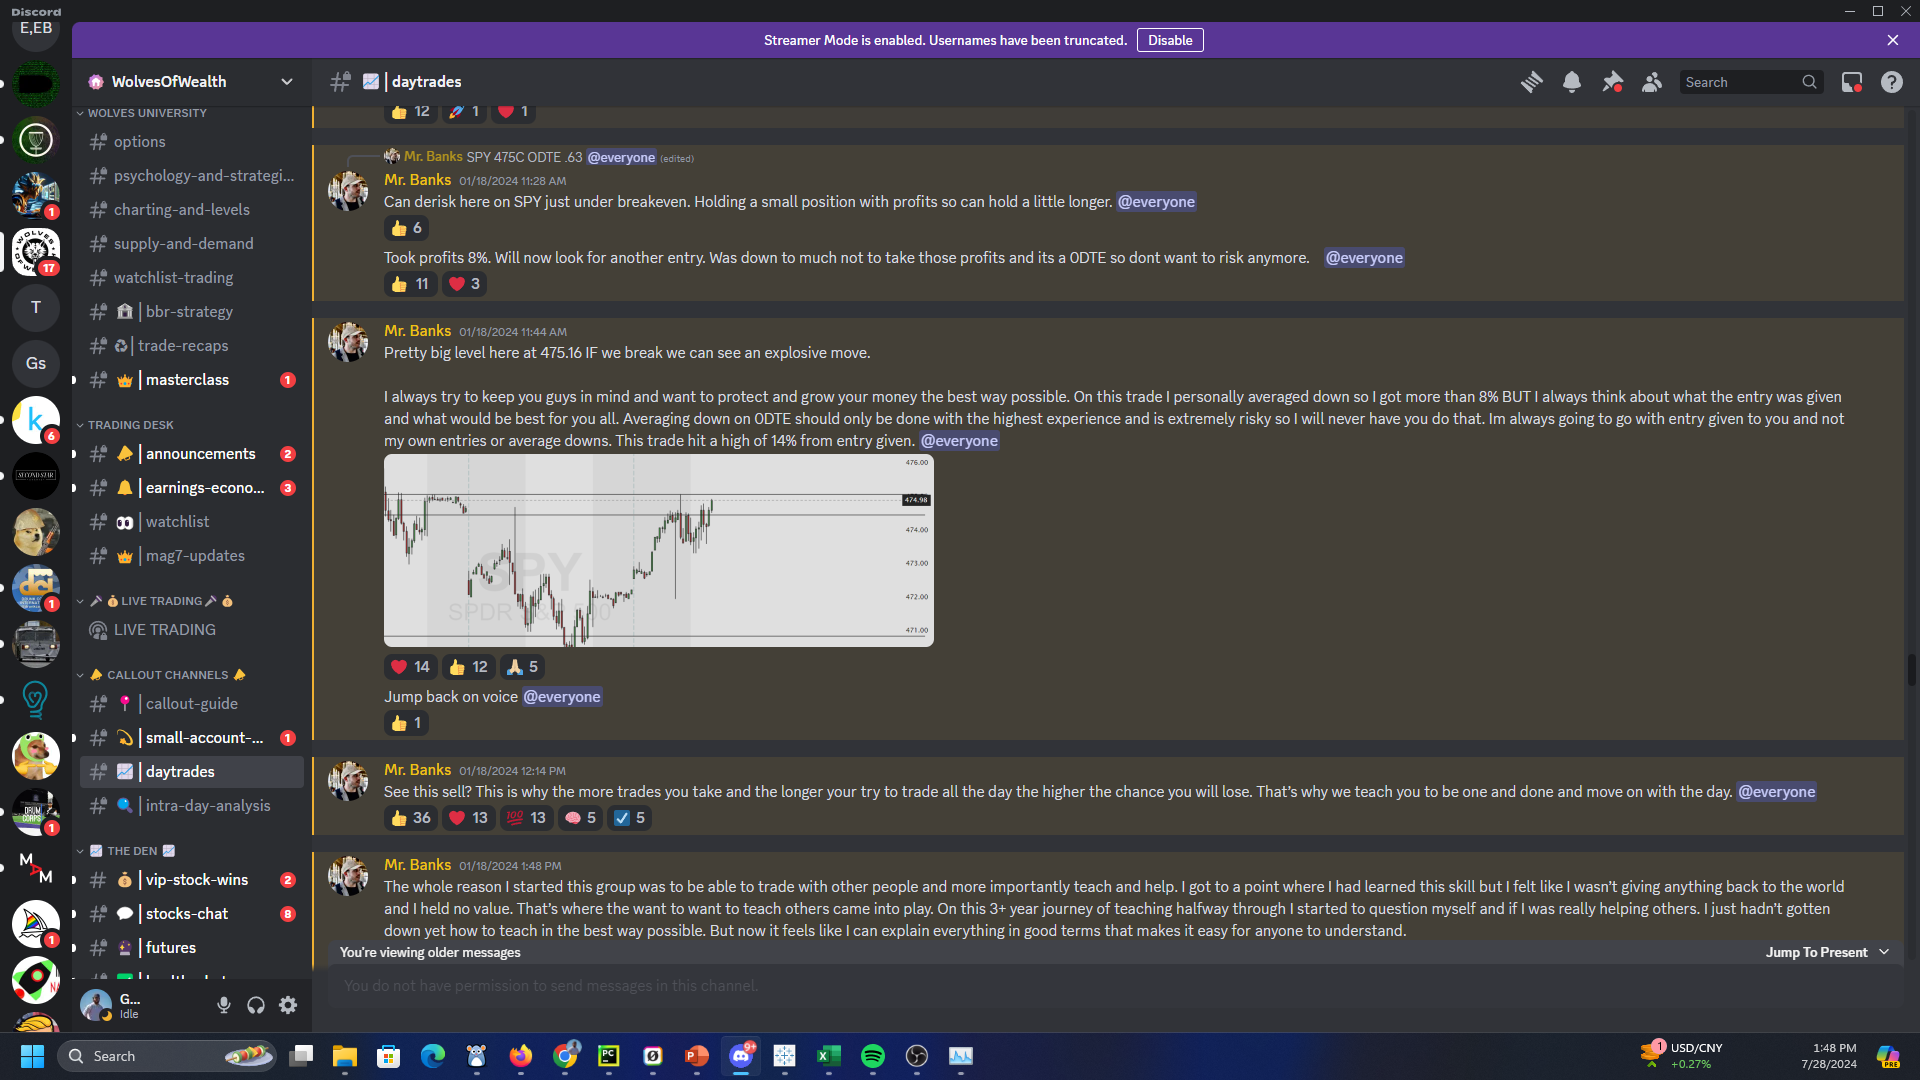 Discord
Streamer Mode is enabled. Usernames have been truncated. Disable
E,EB
1
17
T
Gs
k
6
SECOND STAR
dci
1
DRUM CORPS
1
M A M
1
WolvesOfWealth
WOLVES UNIVERSITY
options
psychology-and-strategi...
charting-and-levels
supply-and-demand
watchlist-trading
bbr-strategy
trade-recaps
masterclass 1
TRADING DESK
announcements 2
earnings-econo... 3
watchlist
mag7-updates
LIVE TRADING
LIVE TRADING
CALLOUT CHANNELS
callout-guide
small-account-... 1
daytrades
intra-day-analysis
THE DEN
vip-stock-wins 2
stocks-chat 8
futures
G...
Idle
daytrades
Search
12 1 1
Mr. Banks SPY 475C ODTE .63 @everyone (edited)
Mr. Banks 01/18/2024 11:28 AM
Can derisk here on SPY just under breakeven. Holding a small position with profits so can hold a little longer. @everyone
6
Took profits 8%. Will now look for another entry. Was down to much not to take those profits and its a 0DTE so dont want to risk anymore. @everyone
11 3
Mr. Banks 01/18/2024 11:44 AM
Pretty big level here at 475.16 IF we break we can see an explosive move.
I always try to keep you guys in mind and want to protect and grow your money the best way possible. On this trade I personally averaged down so I got more than 8% BUT I always think about what the entry was given
and what would be best for you all. Averaging down on 0DTE should only be done with the highest experience and is extremely risky so I will never have you do that. Im always going to go with entry given to you and not
my own entries or average downs. This trade hit a high of 14% from entry given. @everyone
476.00
474.98
474.00
473.00
472.00
471.00
SPY
14 12 5
Jump back on voice @everyone
1
Mr. Banks 01/18/2024 12:14 PM
See this sell? This is why the more trades you take and the longer your try to trade all the day the higher the chance you will lose. That's why we teach you to be one and done and move on with the day. @everyone
36 13 13 5 5
Mr. Banks 01/18/2024 1:48 PM
The whole reason I started this group was to be able to trade with other people and more importantly teach and help. I got to a point where I had learned this skill but I felt like I wasn't giving anything back to the world
and I held no value. That's where the want to want to teach others came into play. On this 3+ year journey of teaching halfway through I started to question myself and if I was really helping others. I just hadn't gotten
down yet how to teach in the best way possible. But now it feels like I can explain everything in good terms that makes it easy for anyone to understand.
You're viewing older messages Jump To Present
You do not have permission to send messages in this channel.
Search
PC
9+
1
USD/CNY
+0.27%
1:48 PM
7/28/2024
PRE